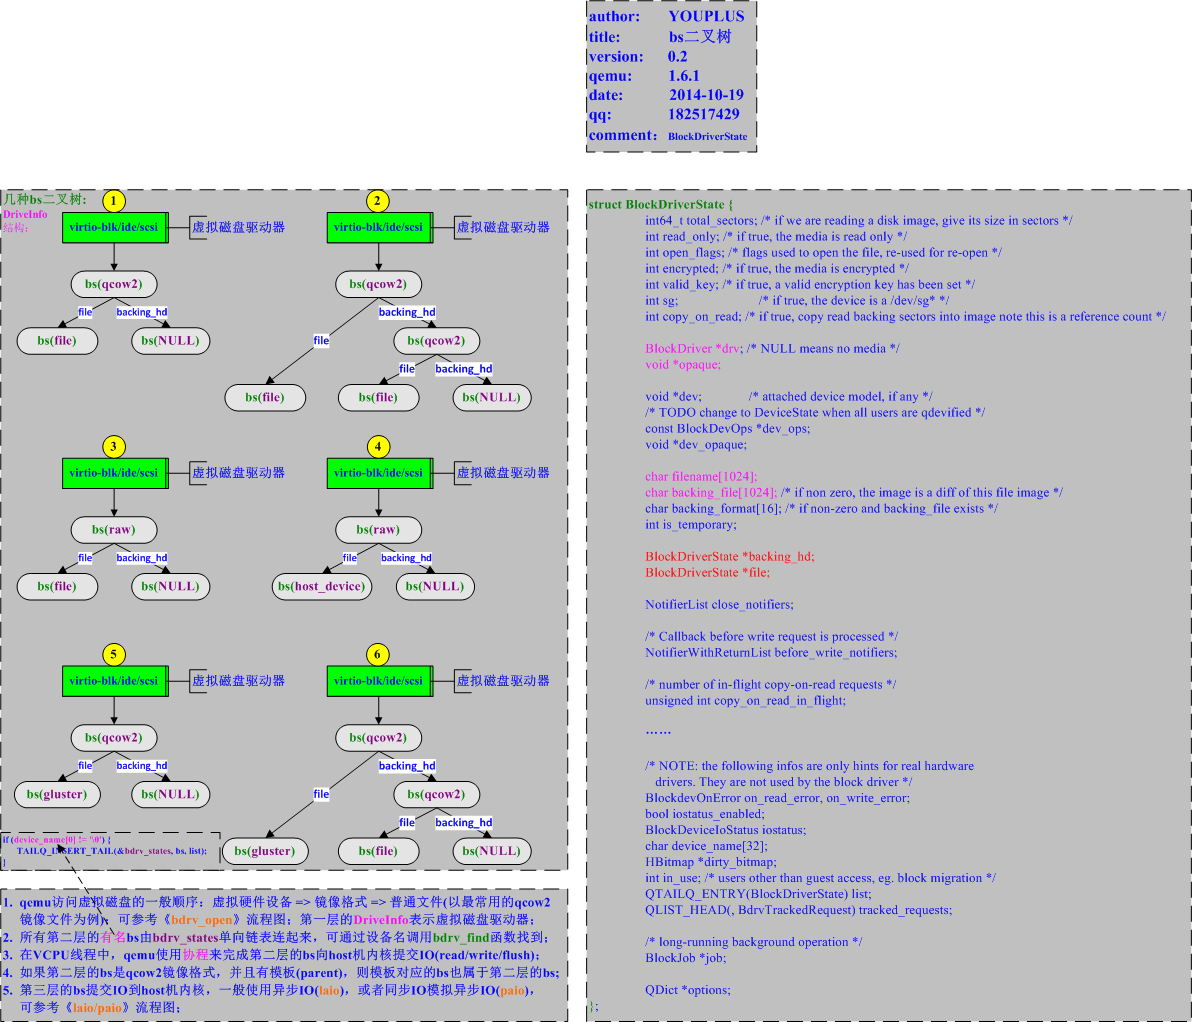 author: YOUPLUS
title: bs二叉树
version: 0.2
qemu: 1.6.1
date: 2014-10-19
qq: 182517429
comment: BlockDriverState
几种bs二叉树:
DriveInfo
结构:
1
virtio-blk/ide/scsi
虚拟磁盘驱动器
bs(qcow2)
file
backing_hd
bs(file)
bs(NULL)
2
virtio-blk/ide/scsi
虚拟磁盘驱动器
bs(qcow2)
backing_hd
file
bs(qcow2)
file
backing_hd
bs(file)
bs(file)
bs(NULL)
3
virtio-blk/ide/scsi
虚拟磁盘驱动器
bs(raw)
file
backing_hd
bs(file)
bs(NULL)
4
virtio-blk/ide/scsi
虚拟磁盘驱动器
bs(raw)
file
backing_hd
bs(host_device)
bs(NULL)
5
virtio-blk/ide/scsi
虚拟磁盘驱动器
bs(qcow2)
file
backing_hd
bs(gluster)
bs(NULL)
6
virtio-blk/ide/scsi
虚拟磁盘驱动器
bs(qcow2)
backing_hd
file
bs(qcow2)
file
backing_hd
bs(gluster)
bs(file)
bs(NULL)
if (device_name[0] != '\0') {
TAILQ_INSERT_TAIL(&bdrv_states, bs, list);
}
1. qemu访问虚拟磁盘的一般顺序：虚拟硬件设备 => 镜像格式 => 普通文件(以最常用的qcow2
镜像文件为例)，可参考《bdrv_open》流程图；第一层的DriveInfo表示虚拟磁盘驱动器；
2. 所有第二层的有名bs由bdrv_states单向链表连起来，可通过设备名调用bdrv_find函数找到；
3. 在VCPU线程中，qemu使用协程来完成第二层的bs向host机内核提交IO(read/write/flush)；
4. 如果第二层的bs是qcow2镜像格式，并且有模板(parent)，则模板对应的bs也属于第二层的bs;
5. 第三层的bs提交IO到host机内核，一般使用异步IO(laio)，或者同步IO模拟异步IO(paio)，
可参考《laio/paio》流程图；
struct BlockDriverState {
int64_t total_sectors; /* if we are reading a disk image, give its size in sectors */
int read_only; /* if true, the media is read only */
int open_flags; /* flags used to open the file, re-used for re-open */
int encrypted; /* if true, the media is encrypted */
int valid_key; /* if true, a valid encryption key has been set */
int sg; /* if true, the device is a /dev/sg* */
int copy_on_read; /* if true, copy read backing sectors into image note this is a reference count */
BlockDriver *drv; /* NULL means no media */
void *opaque;
void *dev; /* attached device model, if any */
/* TODO change to DeviceState when all users are qdevified */
const BlockDevOps *dev_ops;
void *dev_opaque;
char filename[1024];
char backing_file[1024]; /* if non zero, the image is a diff of this file image */
char backing_format[16]; /* if non-zero and backing_file exists */
int is_temporary;
BlockDriverState *backing_hd;
BlockDriverState *file;
NotifierList close_notifiers;
/* Callback before write request is processed */
NotifierWithReturnList before_write_notifiers;
/* number of in-flight copy-on-read requests */
unsigned int copy_on_read_in_flight;
……
/* NOTE: the following infos are only hints for real hardware
drivers. They are not used by the block driver */
BlockdevOnError on_read_error, on_write_error;
bool iostatus_enabled;
BlockDeviceIoStatus iostatus;
char device_name[32];
HBitmap *dirty_bitmap;
int in_use; /* users other than guest access, eg. block migration */
QTAILQ_ENTRY(BlockDriverState) list;
QLIST_HEAD(, BdrvTrackedRequest) tracked_requests;
/* long-running background operation */
BlockJob *job;
QDict *options;
};